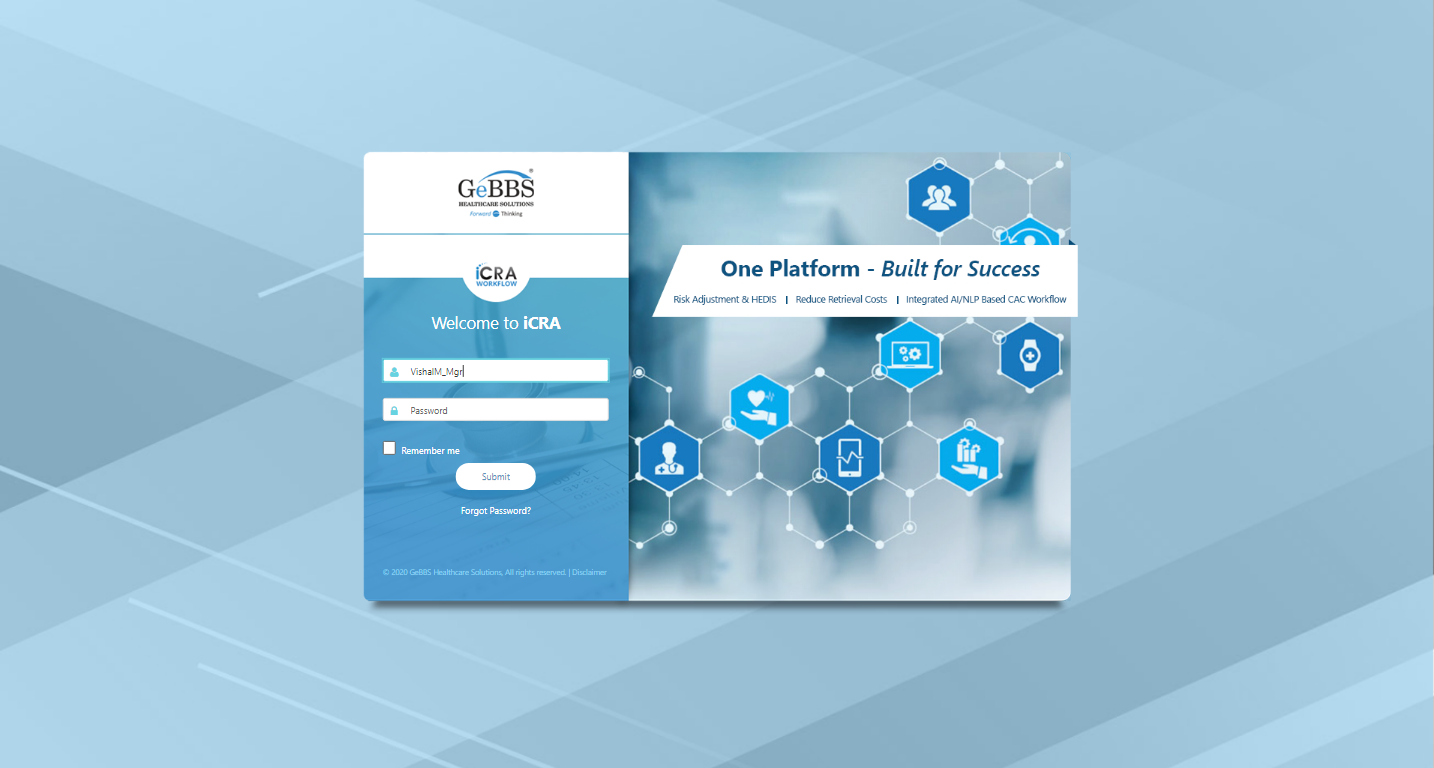 GeBBS®
HEALTHCARE SOLUTIONS
Forward Thinking
iCRA
WORKFLOW
Welcome to iCRA
VishalM_Mgr
Password
Remember me
Submit
Forgot Password?
© 2020 GeBBS Healthcare Solutions, All rights reserved. | Disclaimer
One Platform - Built for Success
Risk Adjustment & HEDIS | Reduce Retrieval Costs | Integrated AI/NLP Based CAC Workflow